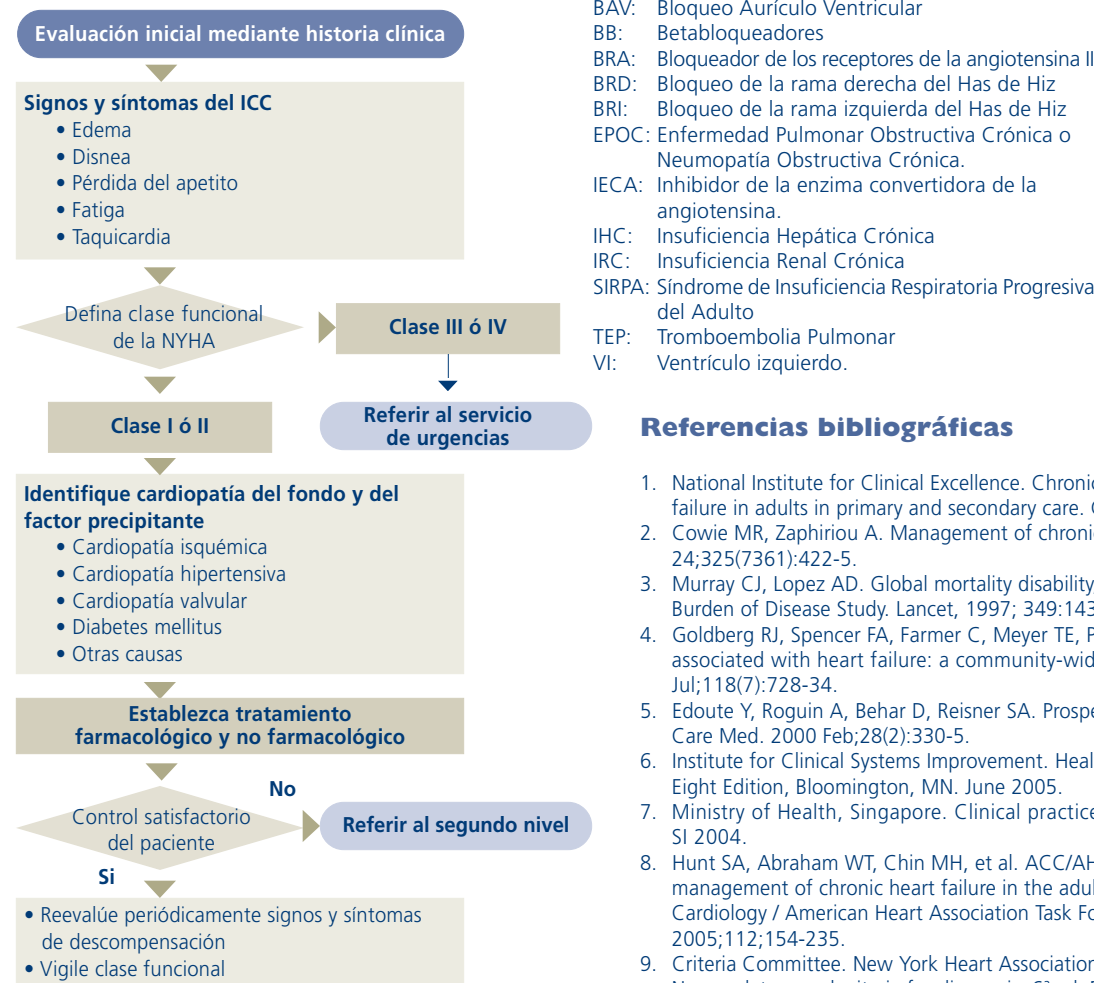 Evaluación inicial mediante historia clínica
Signos y síntomas del ICC
• Edema
• Disnea
• Pérdida del apetito
• Fatiga
• Taquicardia
Defina clase funcional
de la NYHA
Clase III ó IV
Clase I ó II
Referir al servicio
de urgencias
Identifique cardiopatía del fondo y del
factor precipitante
• Cardiopatía isquémica
• Cardiopatía hipertensiva
• Cardiopatía valvular
• Diabetes mellitus
• Otras causas
Establezca tratamiento
farmacológico y no farmacológico
No
Control satisfactorio
del paciente
Referir al segundo nivel
Si
• Reevalúe periódicamente signos y síntomas
de descompensación
• Vigile clase funcional
BAV: Bloqueo Aurículo Ventricular
BB: Betabloqueadores
BRA: Bloqueador de los receptores de la angiotensina II
BRD: Bloqueo de la rama derecha del Has de Hiz
BRI: Bloqueo de la rama izquierda del Has de Hiz
EPOC: Enfermedad Pulmonar Obstructiva Crónica o
Neumopatía Obstructiva Crónica.
IECA: Inhibidor de la enzima convertidora de la
angiotensina.
IHC: Insuficiencia Hepática Crónica
IRC: Insuficiencia Renal Crónica
SIRPA: Síndrome de Insuficiencia Respiratoria Progresiva
del Adulto
TEP: Tromboembolia Pulmonar
VI: Ventrículo izquierdo.
Referencias bibliográficas
1. National Institute for Clinical Excellence. Chronic
failure in adults in primary and secondary care.
2. Cowie MR, Zaphiriou A. Management of chronic
24;325(7361):422-5.
3. Murray CJ, Lopez AD. Global mortality disability,
Burden of Disease Study. Lancet, 1997; 349:143
4. Goldberg RJ, Spencer FA, Farmer C, Meyer TE, P
associated with heart failure: a community-wid
Jul;118(7):728-34.
5. Edoute Y, Roguin A, Behar D, Reisner SA. Prospe
Care Med. 2000 Feb;28(2):330-5.
6. Institute for Clinical Systems Improvement. Heal
Eight Edition, Bloomington, MN. June 2005.
7. Ministry of Health, Singapore. Clinical practice
SI 2004.
8. Hunt SA, Abraham WT, Chin MH, et al. ACC/AH
management of chronic heart failure in the adul
Cardiology / American Heart Association Task Fo
2005;112;154-235.
9. Criteria Committee. New York Heart Association